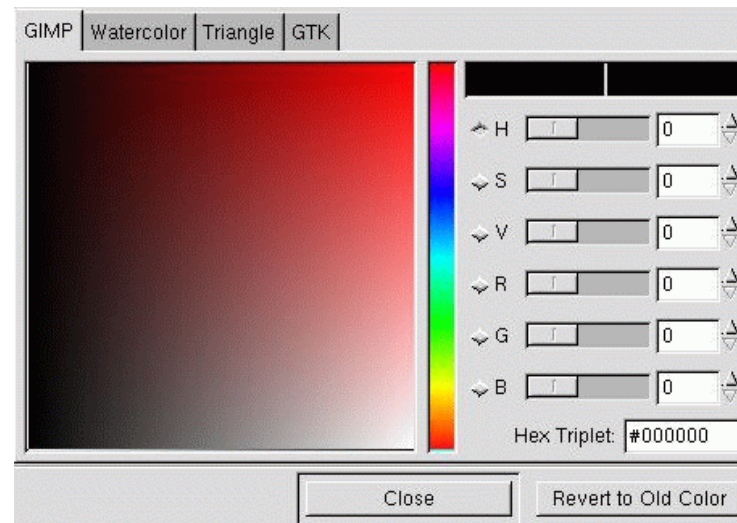 GIMP Watercolor Triangle GTK
H 0
S 0
V 0
R 0
G 0
B 0
Hex Triplet: #000000
Close Revert to Old Color